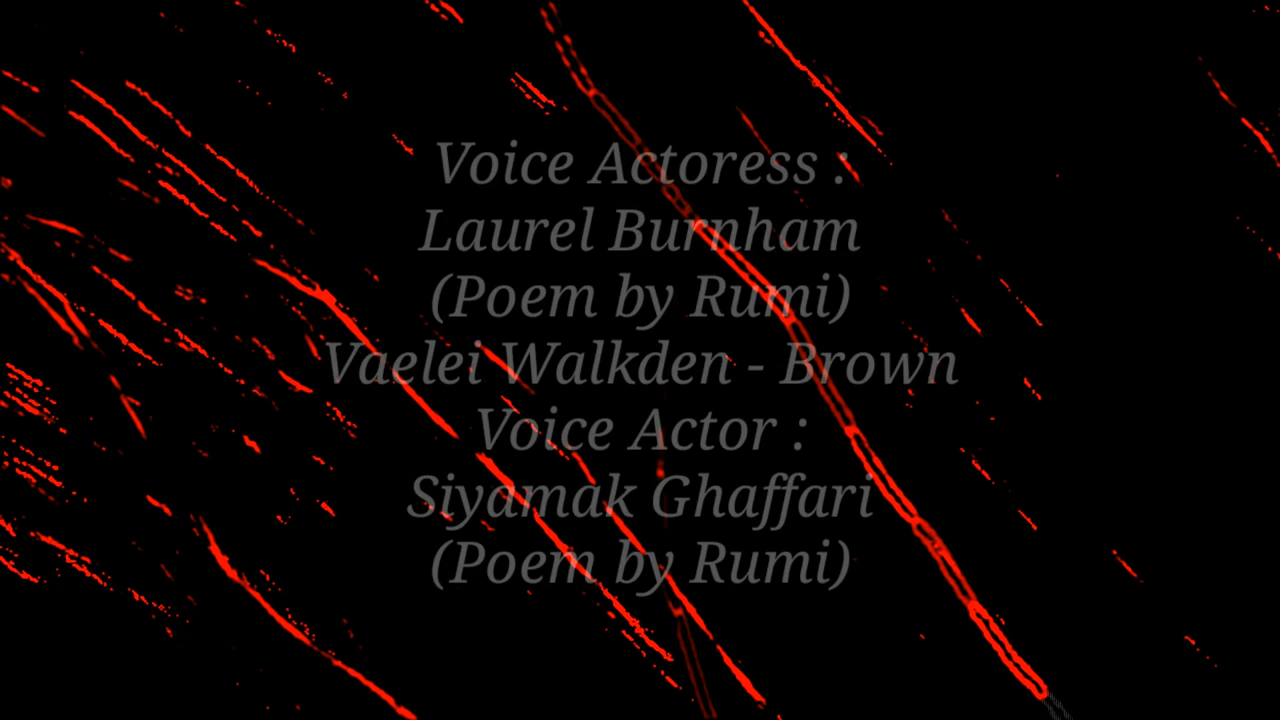 Voice Actoress :
Laurel Burnham
(Poem by Rumi)
Vaelei Walkden - Brown
Voice Actor :
Siyamak Ghaffari
(Poem by Rumi)